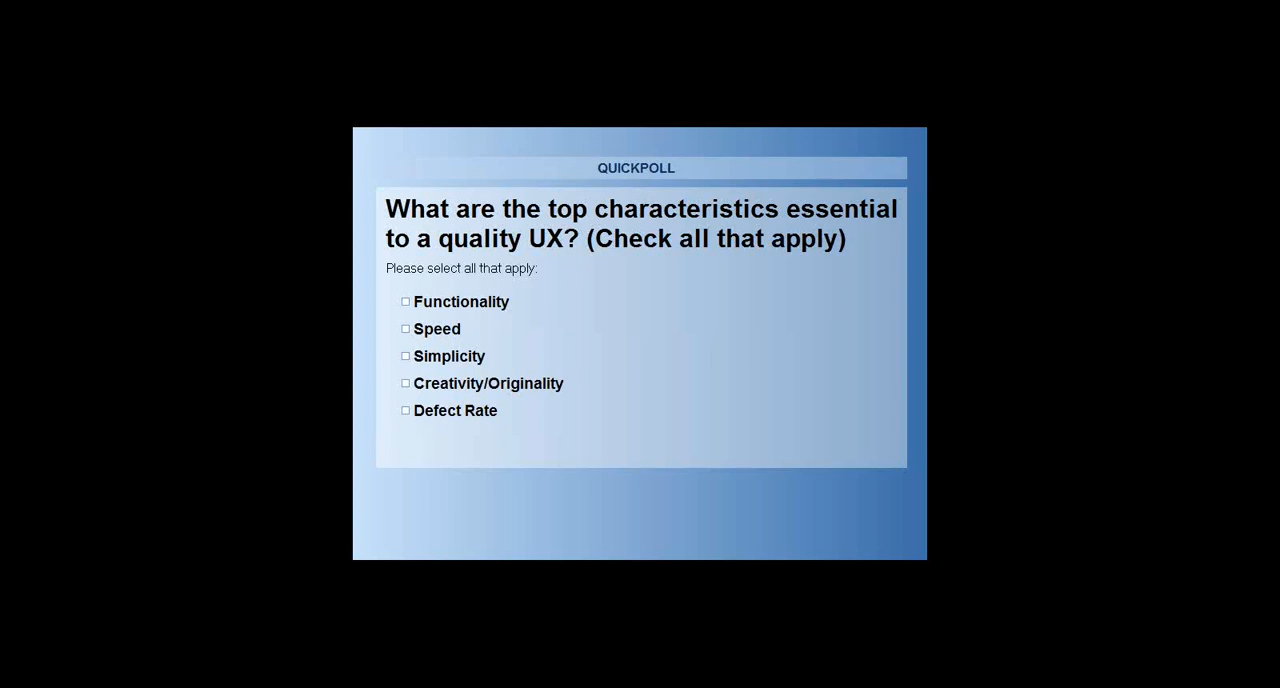 QUICKPOLL
What are the top characteristics essential
to a quality UX? (Check all that apply)
Please select all that apply:
Functionality
Speed
Simplicity
Creativity/Originality
Defect Rate